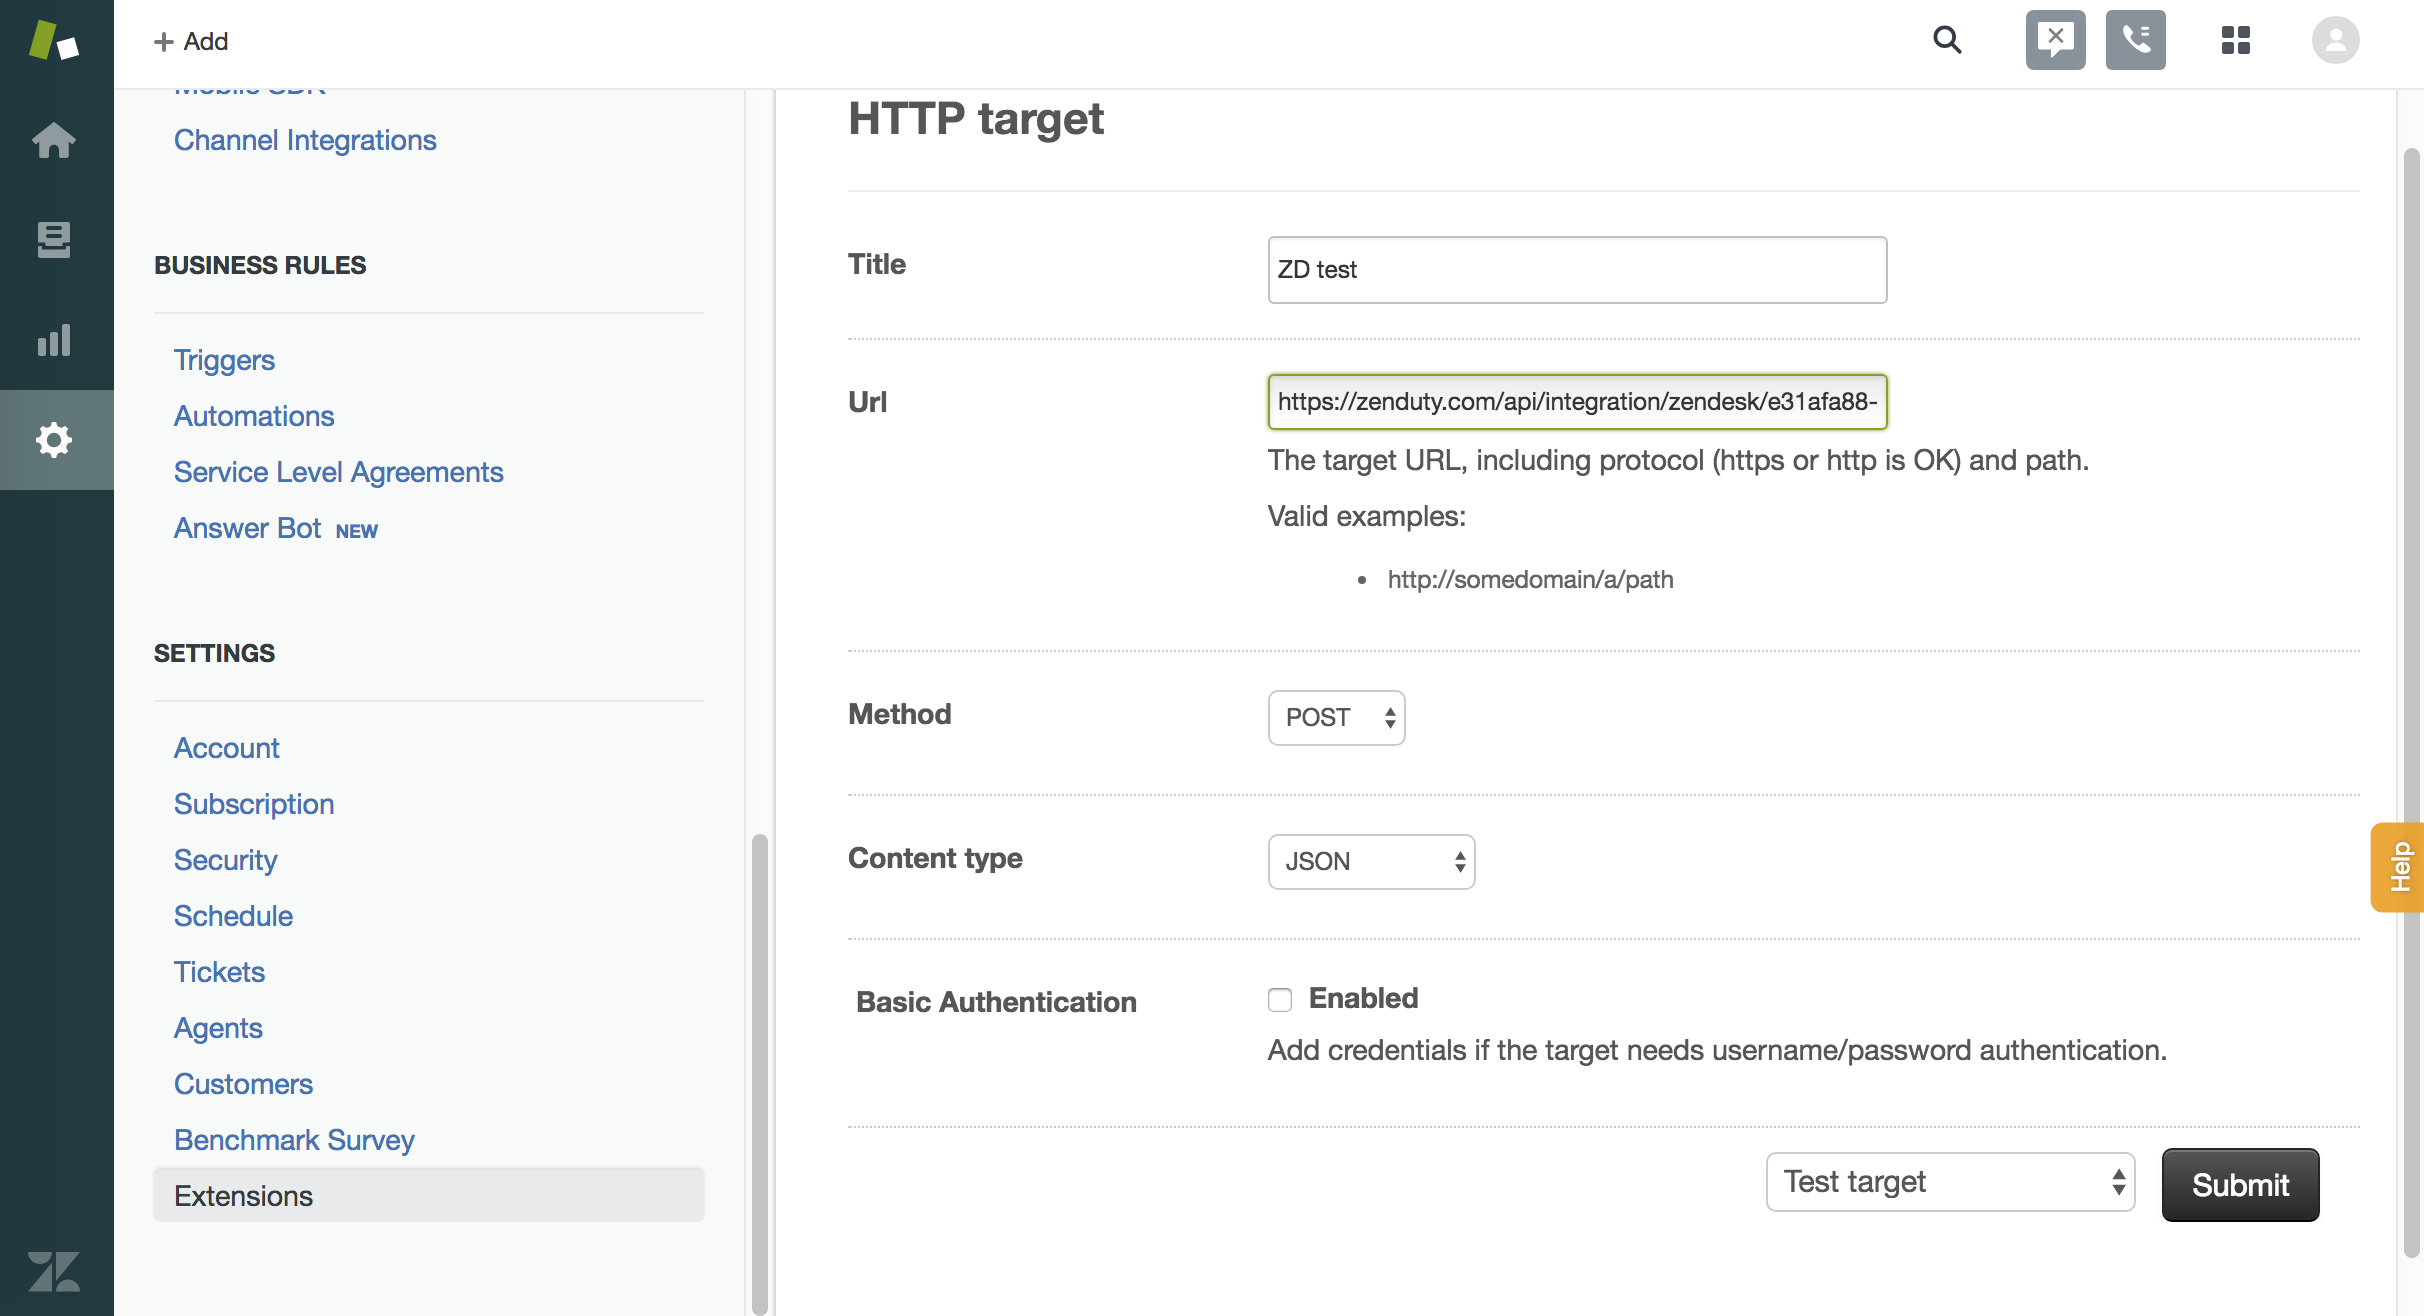 Add
Mobile SDK
Channel Integrations
BUSINESS RULES
Triggers
Automations
Service Level Agreements
Answer Bot NEW
SETTINGS
Account
Subscription
Security
Schedule
Tickets
Agents
Customers
Benchmark Survey
Extensions
HTTP target
Title
ZD test
Url
https://zenduty.com/api/integration/zendesk/e31afa88-
The target URL, including protocol (https or http is OK) and path.
Valid examples:
• http://somedomain/a/path
Method
POST
Content type
JSON
Basic Authentication
Enabled
Add credentials if the target needs username/password authentication.
Test target
Submit
Help